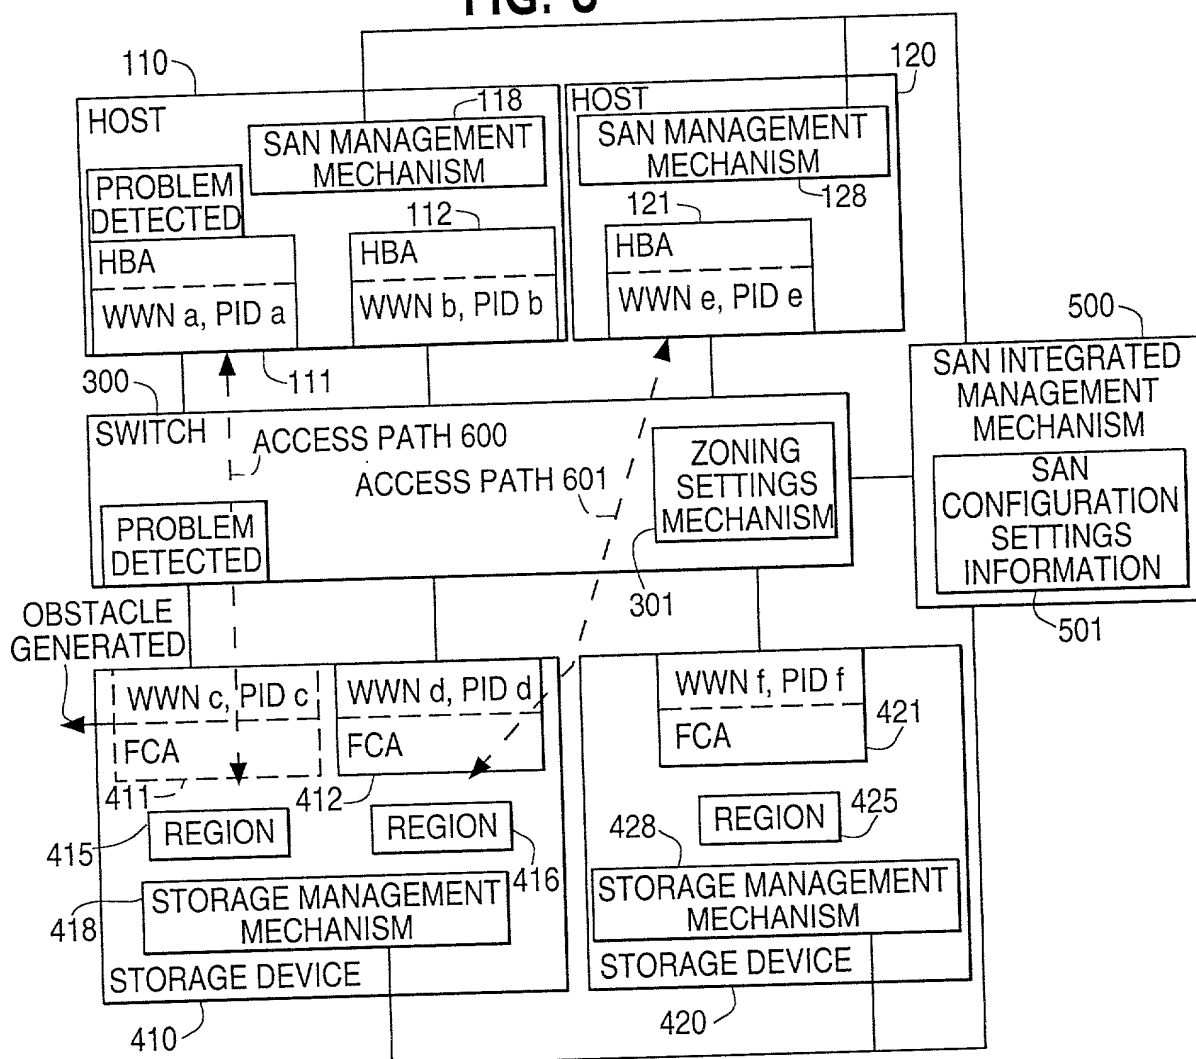 110
120
HOST
118
HOST
SAN MANAGEMENT
MECHANISM
SAN MANAGEMENT
MECHANISM
PROBLEM
DETECTED
112
121
128
HBA
HBA
HBA
WWN a, PID a
WWN b, PID b
WWN e, PID e
500
300
111
SAN INTEGRATED
MANAGEMENT
MECHANISM
SWITCH
ACCESS PATH 600
ACCESS PATH 601
ZONING
SETTINGS
MECHANISM
SAN
CONFIGURATION
SETTINGS
INFORMATION
PROBLEM
DETECTED
301
501
OBSTACLE
GENERATED
WWN c, PID c
WWN d, PID d
WWN f, PID f
FCA
FCA
FCA
421
411
412
415
REGION
REGION
416
428
REGION
425
418
STORAGE MANAGEMENT
MECHANISM
STORAGE MANAGEMENT
MECHANISM
STORAGE DEVICE
STORAGE DEVICE
410
420